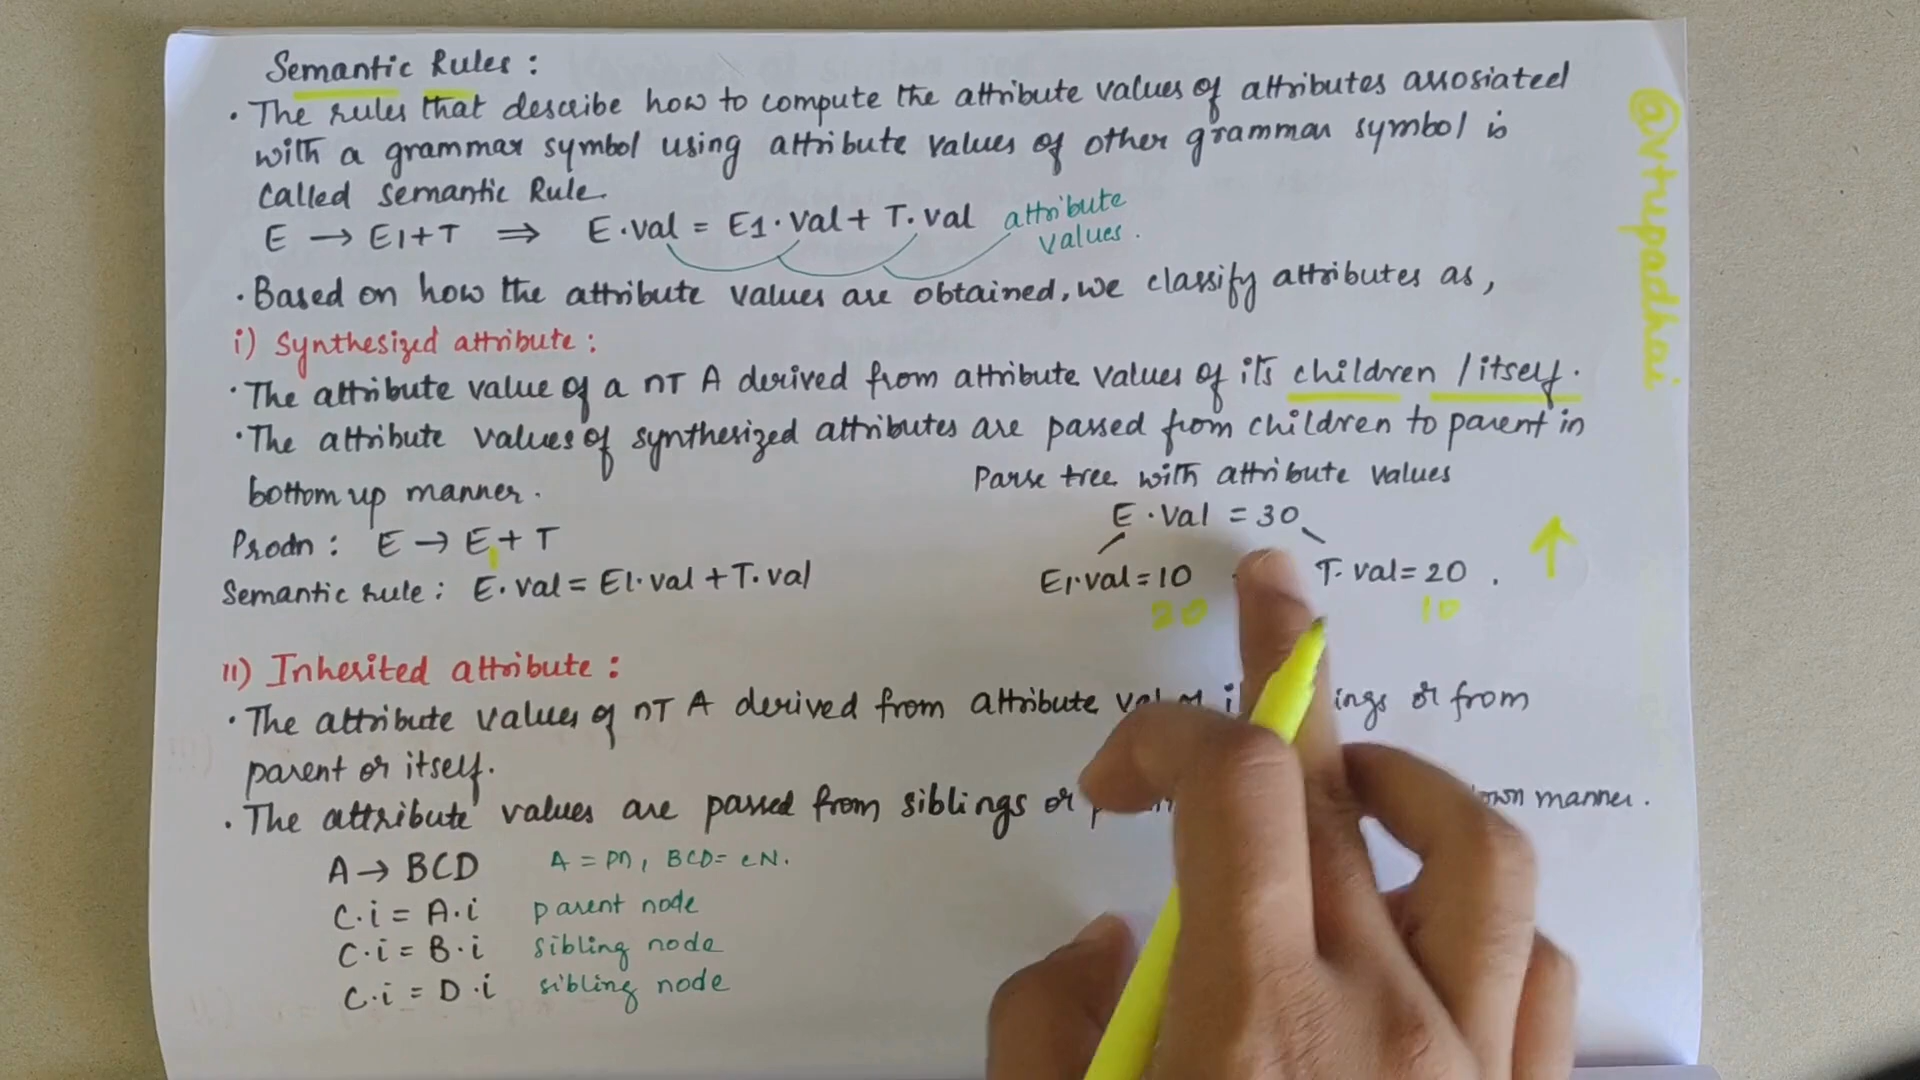 Semantic Rules :
• The rules that describe how to compute the attribute values of attributes assosiateel
with a grammar symbol using attribute values of other grammar symbol is
called semantic Rule.
E → E1+T ⇒ E.val = E1.val + T.val attribute
values.
• Based on how the attribute values are obtained, we classify attributes as,
i) Synthesized attribute :
• The attribute value of a nT A derived from attribute values of its children / itself.
• The attribute values of synthesized attributes are passed from children to parent in
bottom up manner.
Parse tree with attribute values
E.val = 30
Prodn : E → E1+ T
E1.val = 10 T.val = 20 .
20 10
Semantic rule : E.val = E1.val + T.val
11) Inherited attribute :
• The attribute values of nT A derived from attribute ings or from
parent or itself.
• The attribute values are passed from siblings or own manner.
A → BCD A = Pn, BCD = cN.
C.i = A.i parent node
C.i = B.i sibling node
C.i = D.i sibling node
@vtupadhai